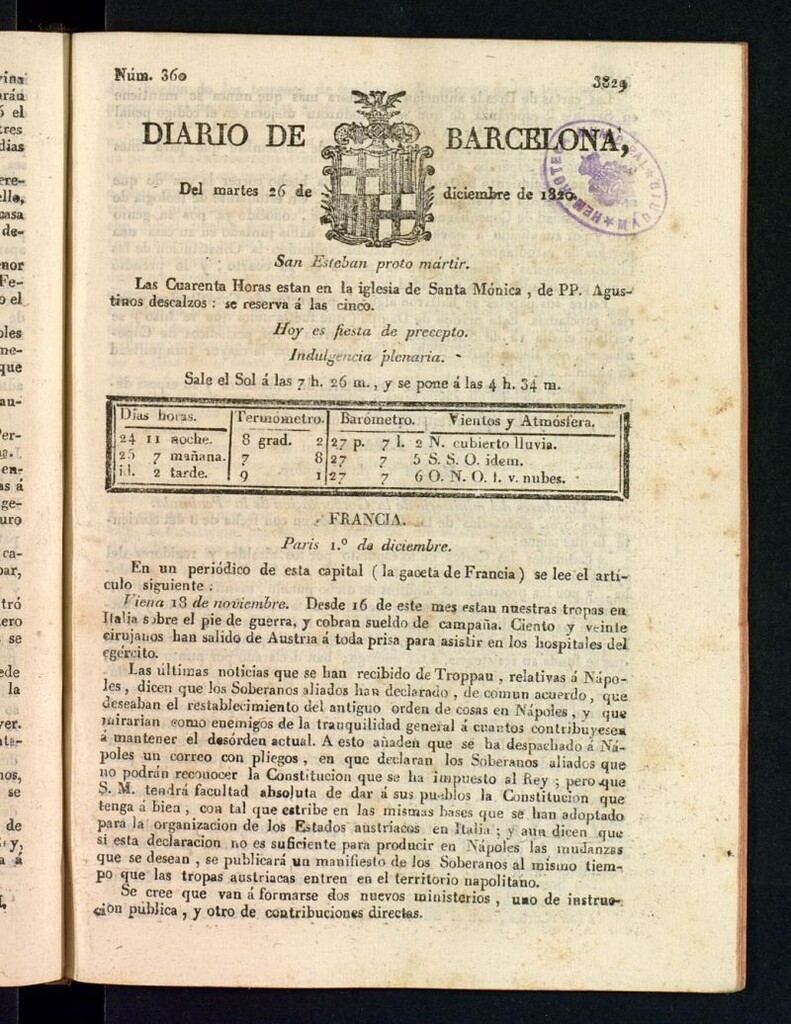 Núm. 360
3829
DIARIO DE BARCELONA,
Del martes 26 de diciembre de 1820.
San Esteban proto mártir.
Las Cuarenta Horas estan en la iglesia de Santa Mónica, de PP. Agus-
tinos descalzos: se reserva á las cinco.
Hoy es fiesta de precepto.
Indulgencia plenaria.
Sale el Sol á las 7 h. 26 m., y se pone á las 4 h. 34 m.
Dias horas. Termómetro. Barómetro. Vientos y Atmósfera.
24 11 noche. 8 grad. 2 27 p. 7 l. 2 N. cubierto lluvia.
25 7 mañana. 7 8 27 7 5 S. S. O. idem.
id. 2 tarde. 9 1 27 7 6 O. N. O. f. v. nubes.
FRANCIA.
Paris 1.º de diciembre.
En un periódico de esta capital (la gaceta de Francia) se lee el artí-
culo siguiente:
Viena 18 de noviembre. Desde 16 de este mes estan nuestras tropas en
Italia sobre el pie de guerra, y cobran sueldo de campaña. Ciento y veinte
cirujanos han salido de Austria á toda prisa para asistir en los hospitales del
egército.
Las últimas noticias que se han recibido de Troppau, relativas á Nápo-
les, dicen que los Soberanos aliados han declarado, de comun acuerdo, que
deseaban el restablecimiento del antiguo orden de cosas en Nápoles, y que
mirarian como enemigos de la tranquilidad general á cuantos contribuyesen
á mantener el desórden actual. A esto añaden que se ha despachado á Ná-
poles un correo con pliegos, en que declaran los Soberanos aliados que
no podrán reconocer la Constitucion que se ha impuesto al Rey; pero que
S. M. tendrá facultad absoluta de dar á sus pueblos la Constitucion que
tenga á bien, con tal que estribe en las mismas bases que se han adoptado
para la organizacion de los Estados austriacos en Italia; y aun dicen que
si esta declaracion no es suficiente para producir en Nápoles las mudanzas
que se desean, se publicará un manifiesto de los Soberanos al mismo tiem-
po que las tropas austriacas entren en el territorio napolitano.
Se cree que van á formarse dos nuevos ministerios, uno de instruc-
cion pública, y otro de contribuciones directas.